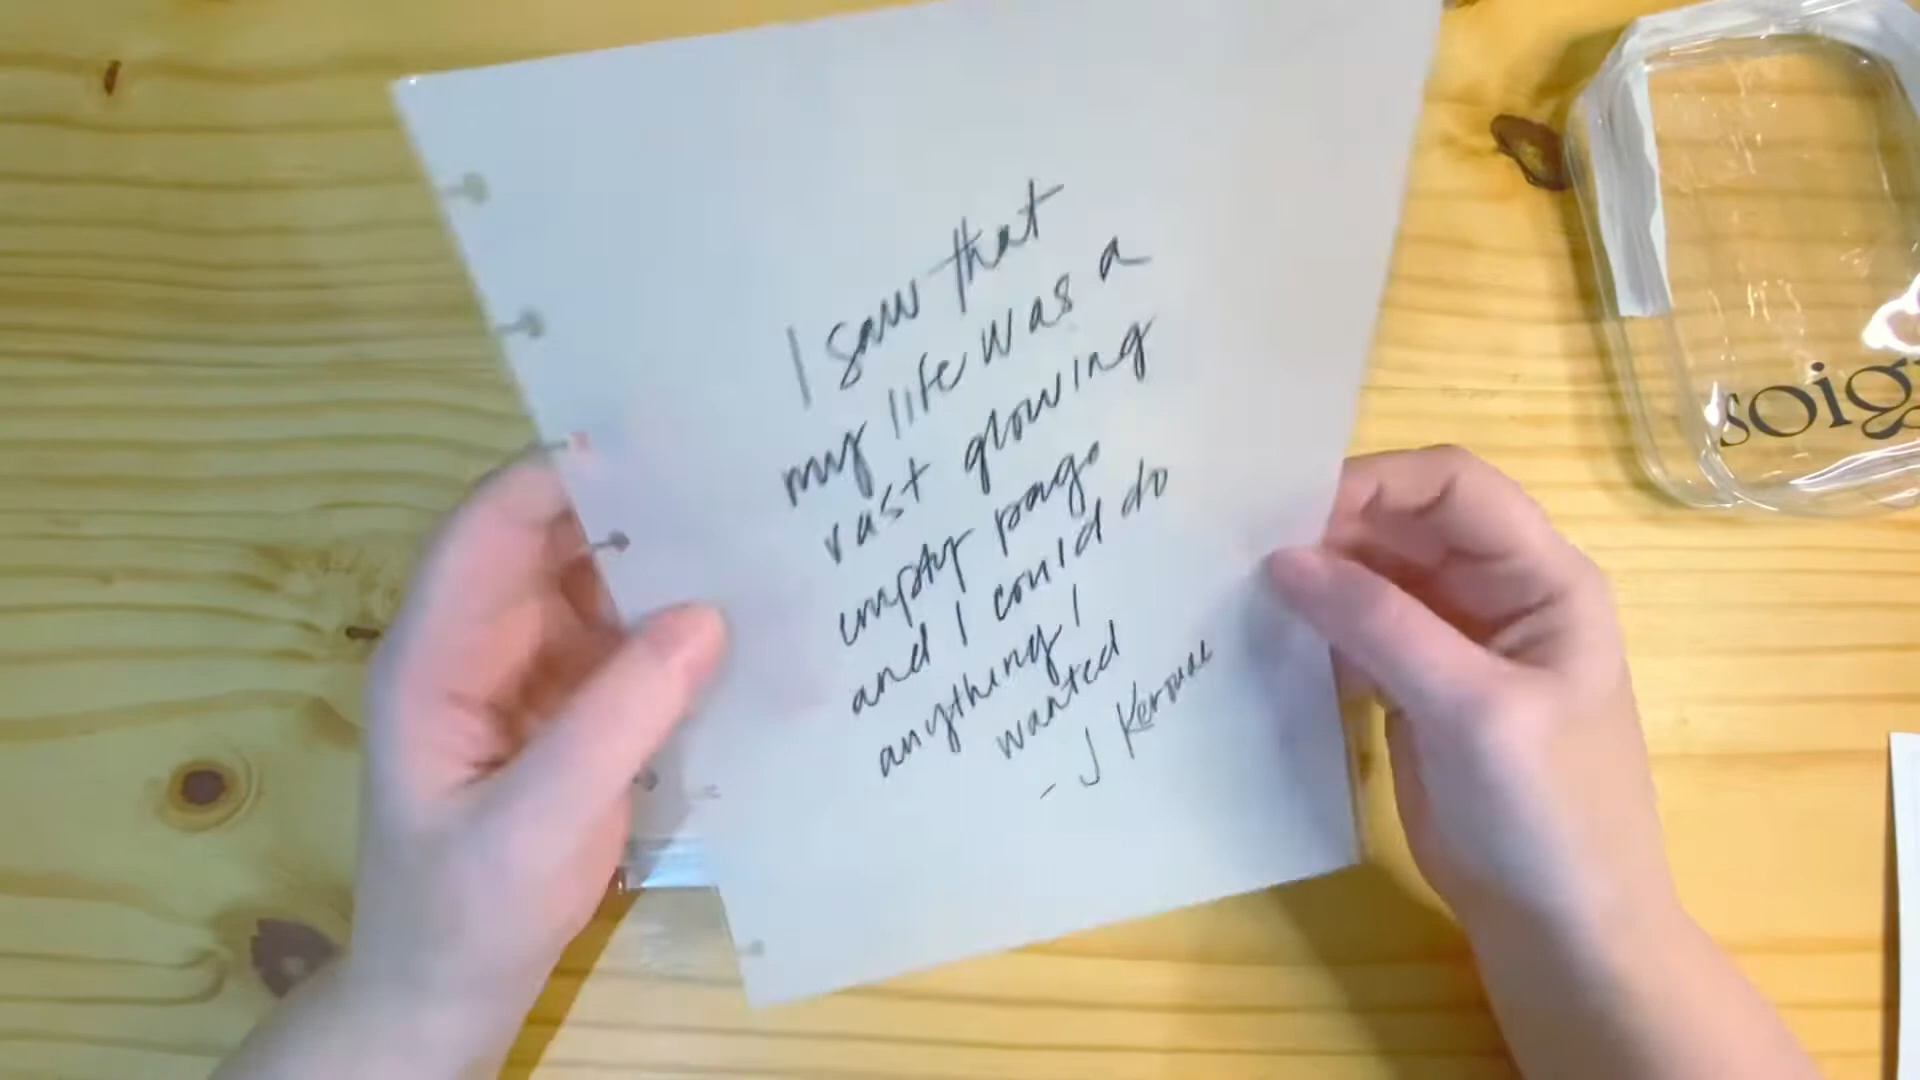 I saw that
my life was a
vast glowing
empty page
and I could do
anything I
wanted
- J Kerouac
soig